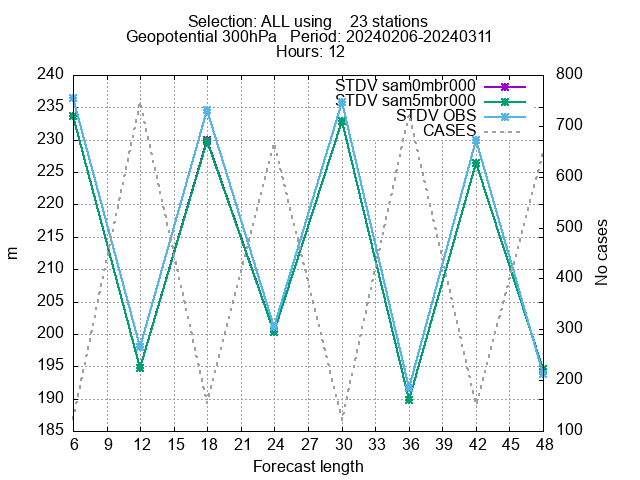 Selection: ALL using    23 stations
Geopotential 300hPa   Period: 20240206-20240311
Hours: 12
STDV sam0mbr000
STDV sam5mbr000
STDV OBS
CASES
240
235
230
225
220
215
210
205
200
195
190
185
m
800
700
600
500
400
300
200
100
No cases
6 9 12 15 18 21 24 27 30 33 36 39 42 45 48
Forecast length